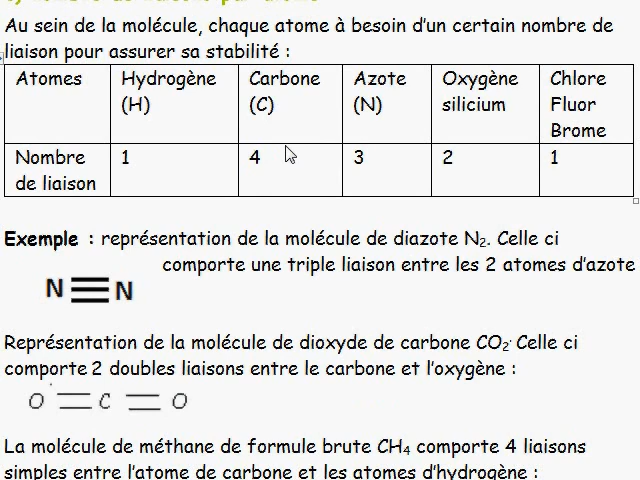 Au sein de la molécule, chaque atome à besoin d'un certain nombre de
liaison pour assurer sa stabilité :
Atomes Hydrogène Carbone Azote Oxygène Chlore
(H) (C) (N) silicium Fluor
Brome
Nombre 1 4 3 2 1
de liaison
Exemple : représentation de la molécule de diazote N₂. Celle ci
comporte une triple liaison entre les 2 atomes d'azote
N≡N
Représentation de la molécule de dioxyde de carbone CO₂. Celle ci
comporte 2 doubles liaisons entre le carbone et l'oxygène :
O = C = O
La molécule de méthane de formule brute CH₄ comporte 4 liaisons
simples entre l'atome de carbone et les atomes d'hydrogène :